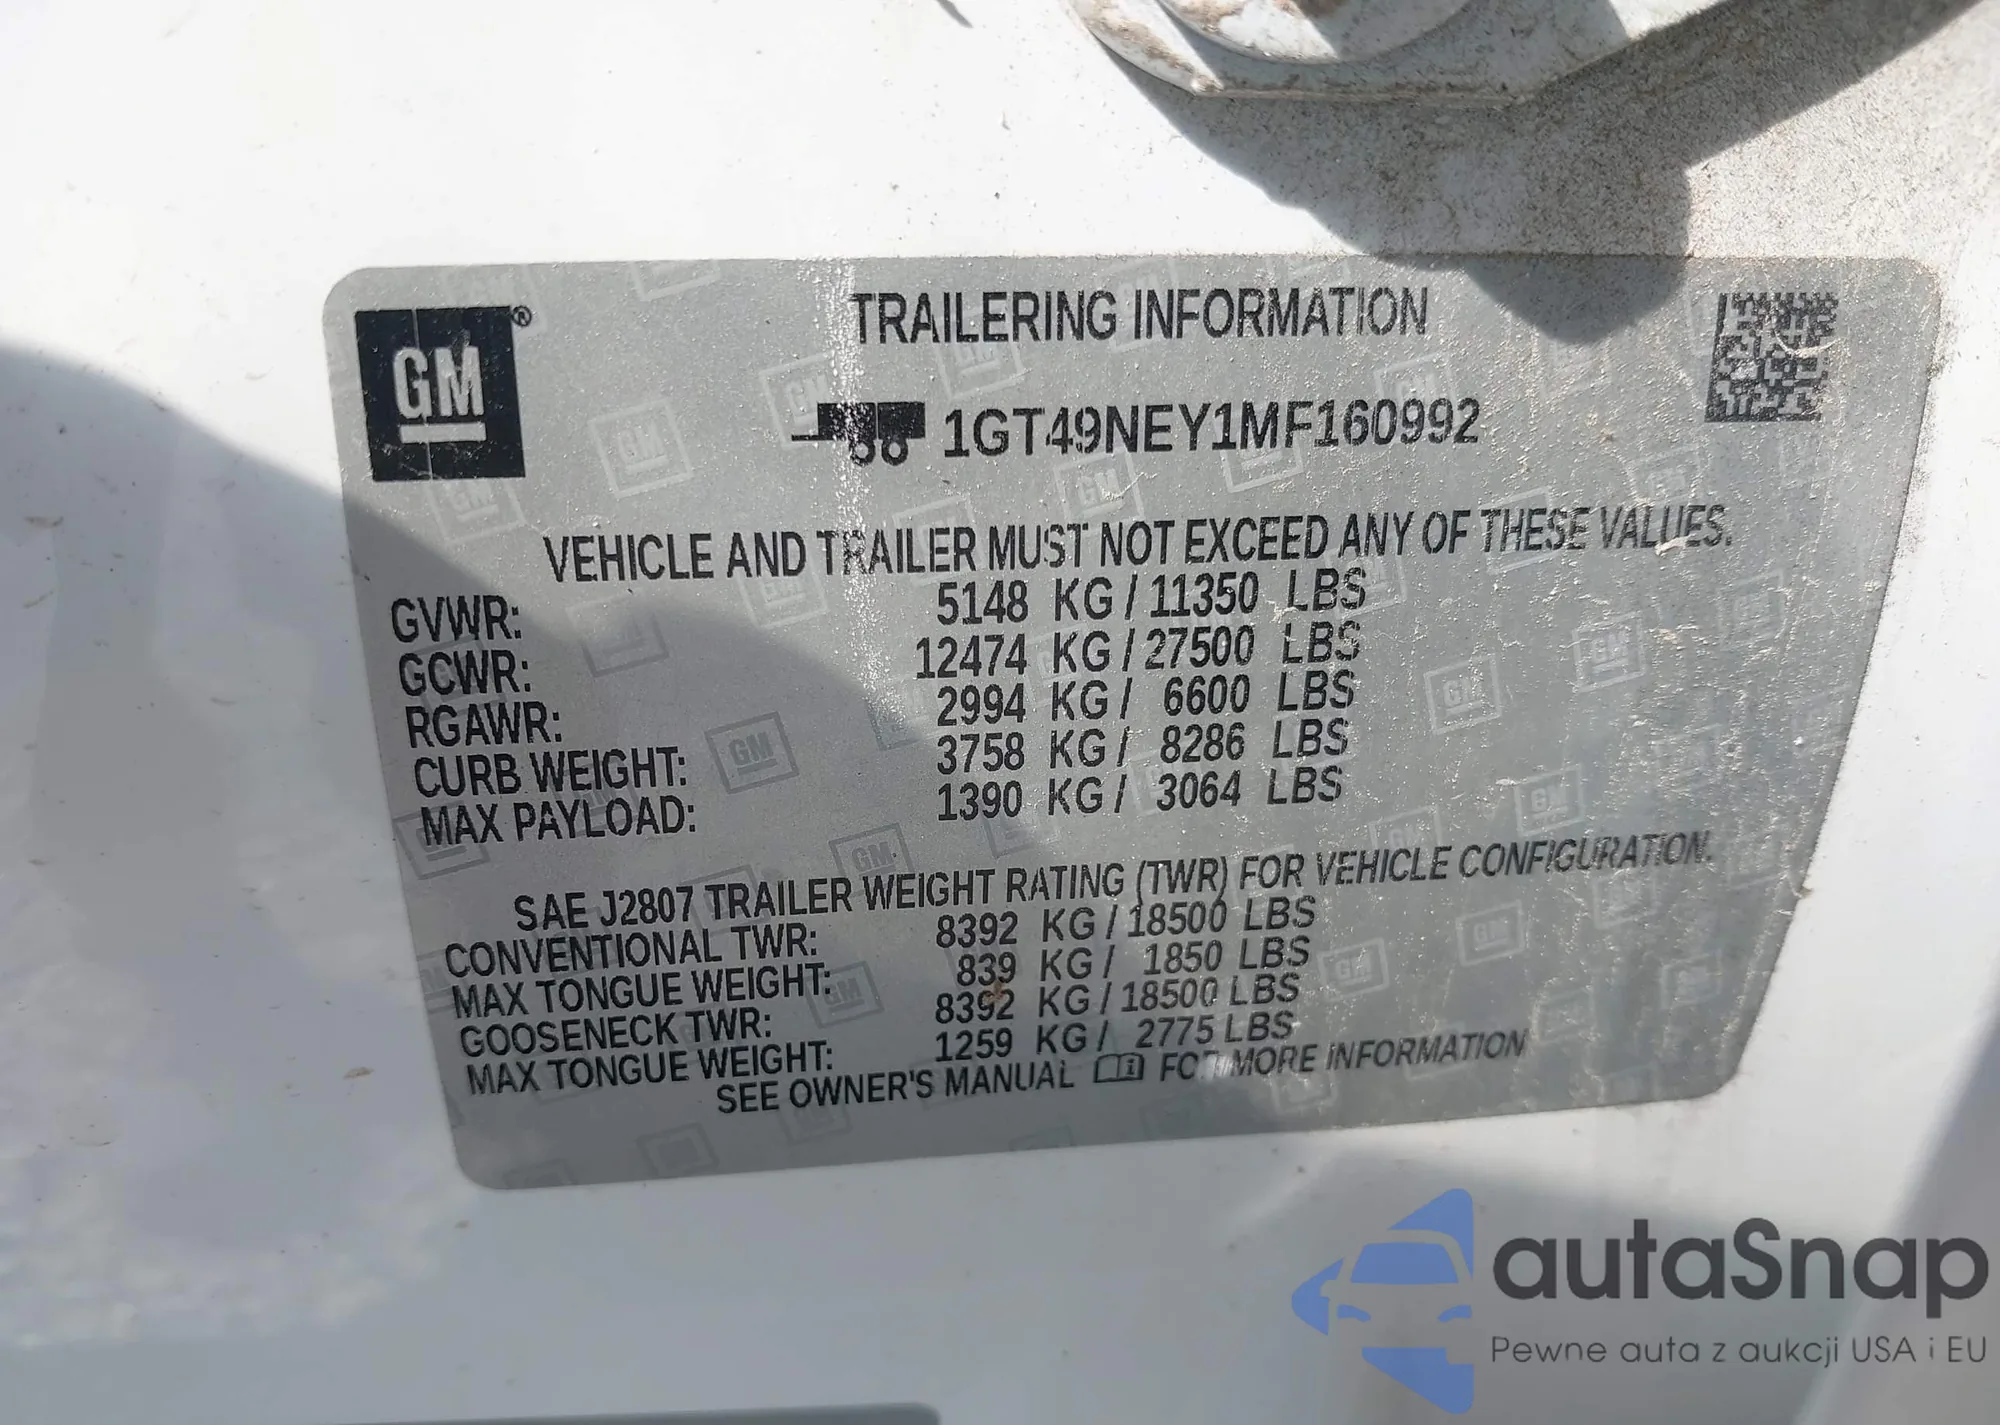 GM ®
TRAILERING INFORMATION
1GT49NEY1MF160992
VEHICLE AND TRAILER MUST NOT EXCEED ANY OF THESE VALUES.
GVWR: 5148 KG / 11350 LBS
GCWR: 12474 KG / 27500 LBS
RGAWR: 2994 KG / 6600 LBS
CURB WEIGHT: 3758 KG / 8286 LBS
MAX PAYLOAD: 1390 KG / 3064 LBS
SAE J2807 TRAILER WEIGHT RATING (TWR) FOR VEHICLE CONFIGURATION.
CONVENTIONAL TWR: 8392 KG / 18500 LBS
MAX TONGUE WEIGHT: 839 KG / 1850 LBS
GOOSENECK TWR: 8392 KG / 18500 LBS
MAX TONGUE WEIGHT: 1259 KG / 2775 LBS
SEE OWNER'S MANUAL FOR MORE INFORMATION
autaSnap
Pewne auta z aukcji USA i EU